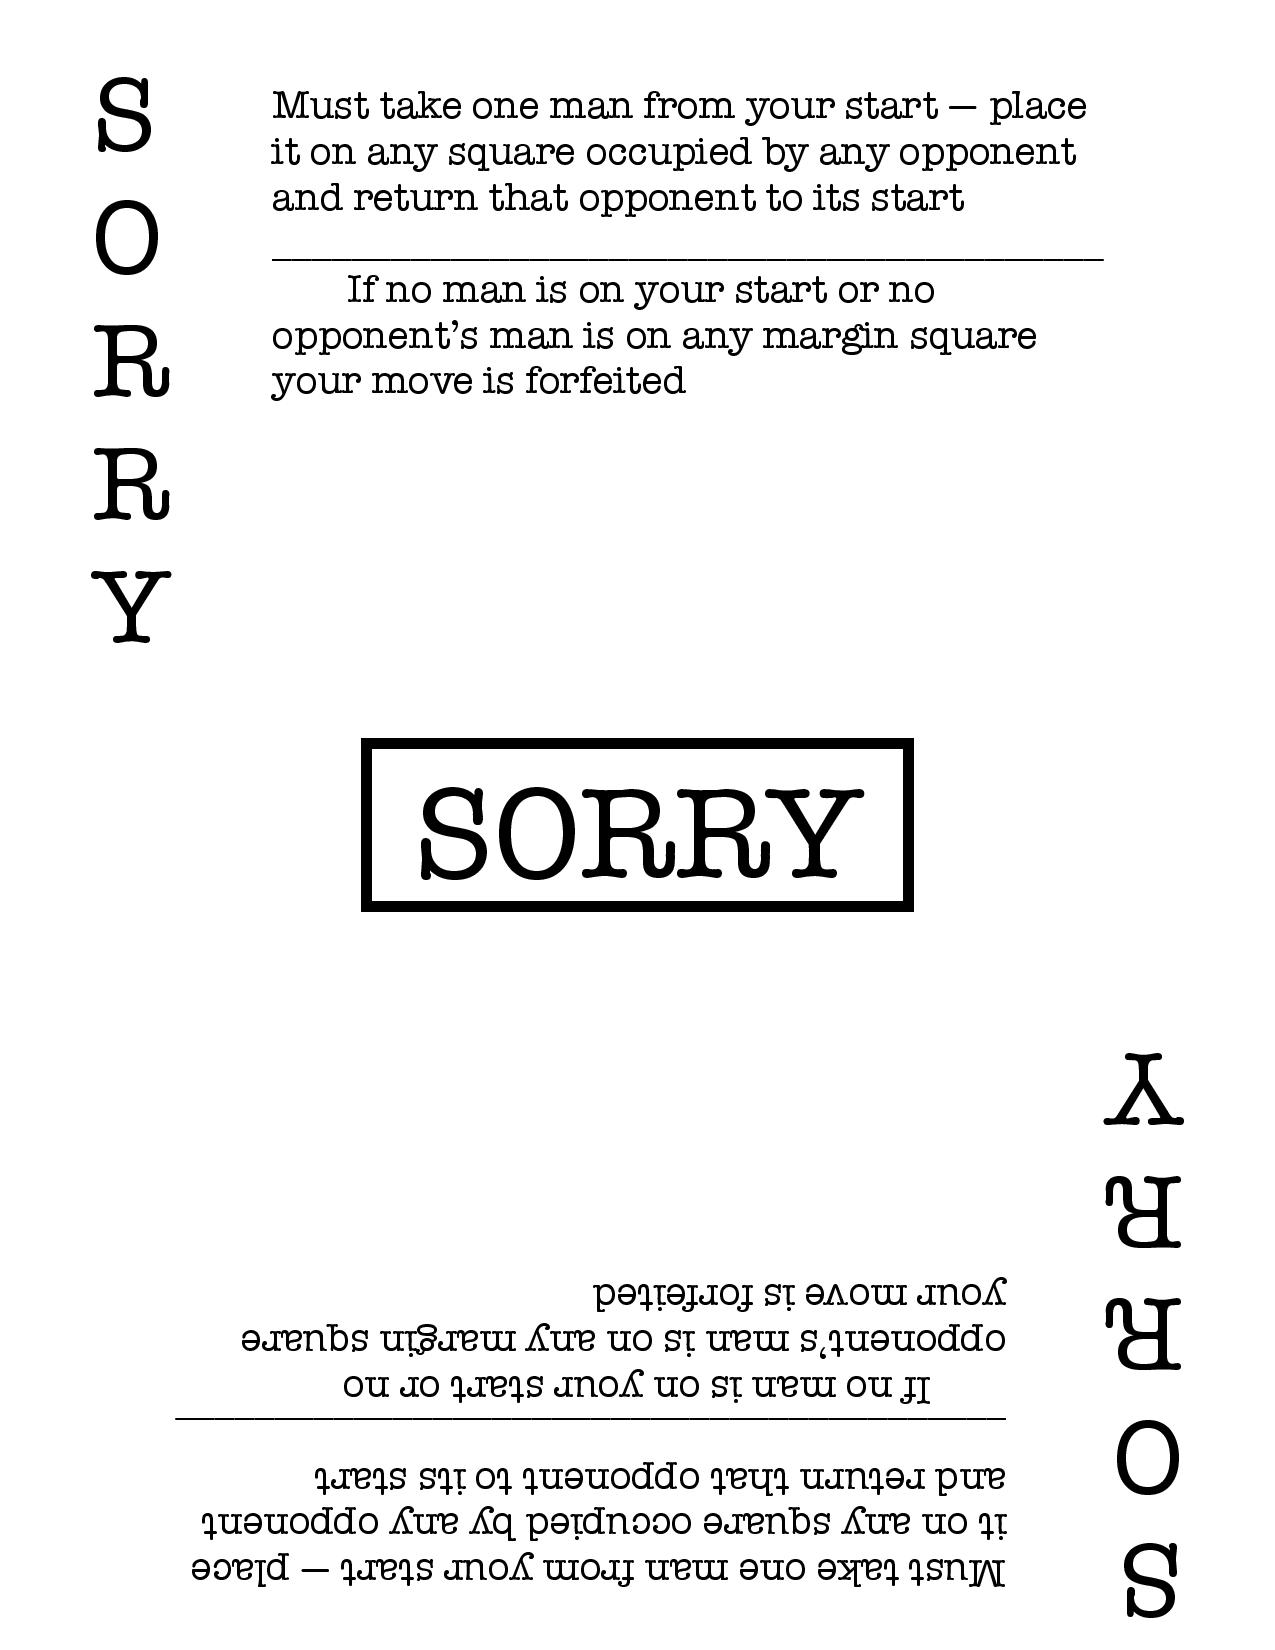 S
O
R
R
Y
Must take one man from your start — place
it on any square occupied by any opponent
and return that opponent to its start
If no man is on your start or no
opponent’s man is on any margin square
your move is forfeited
SORRY
S
O
R
R
Y
Must take one man from your start — place
it on any square occupied by any opponent
and return that opponent to its start
If no man is on your start or no
opponent’s man is on any margin square
your move is forfeited